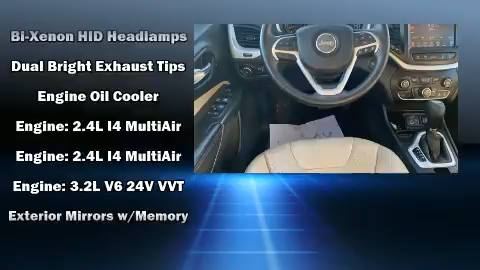 Bi-Xenon HID Headlamps
Dual Bright Exhaust Tips
Engine Oil Cooler
Engine: 2.4L I4 MultiAir
Engine: 2.4L I4 MultiAir
Engine: 3.2L V6 24V VVT
Exterior Mirrors w/Memory
Jeep